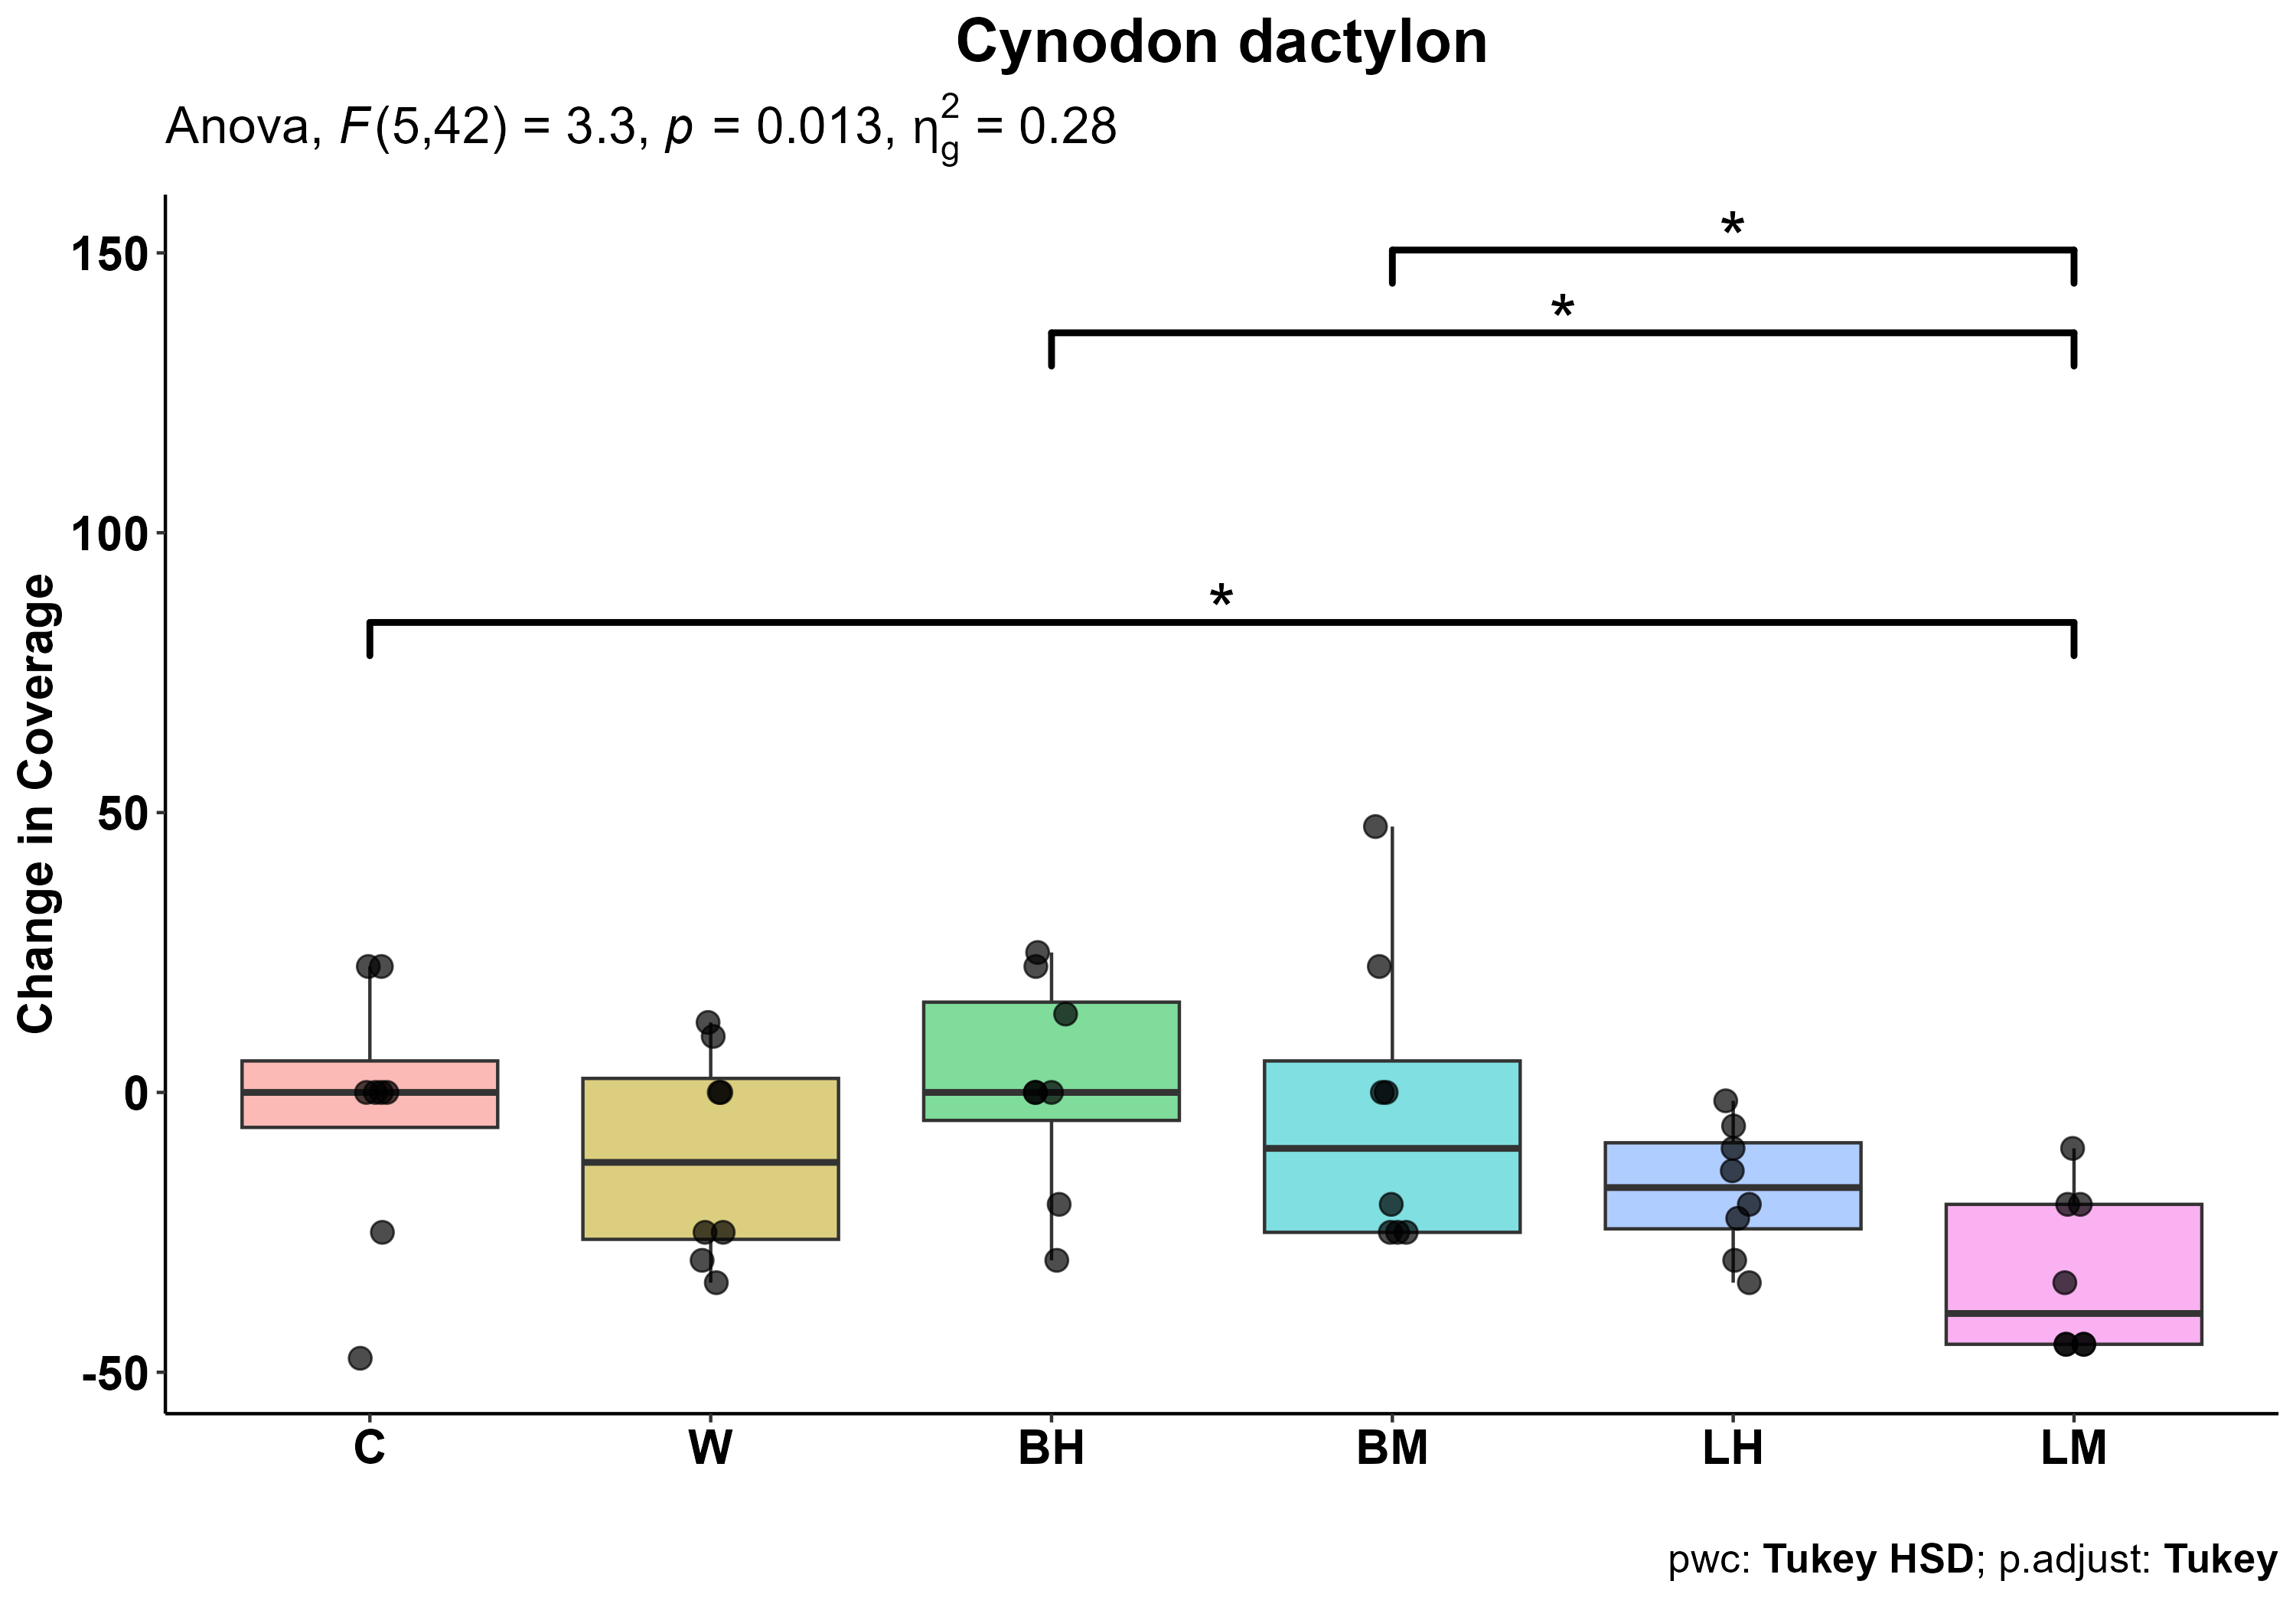 Cynodon dactylon
Anova, F(5,42) = 3.3, p = 0.013, η²g = 0.28
Change in Coverage
150
100
50
0
-50
*
*
*
C W BH BM LH LM
pwc: Tukey HSD; p.adjust: Tukey